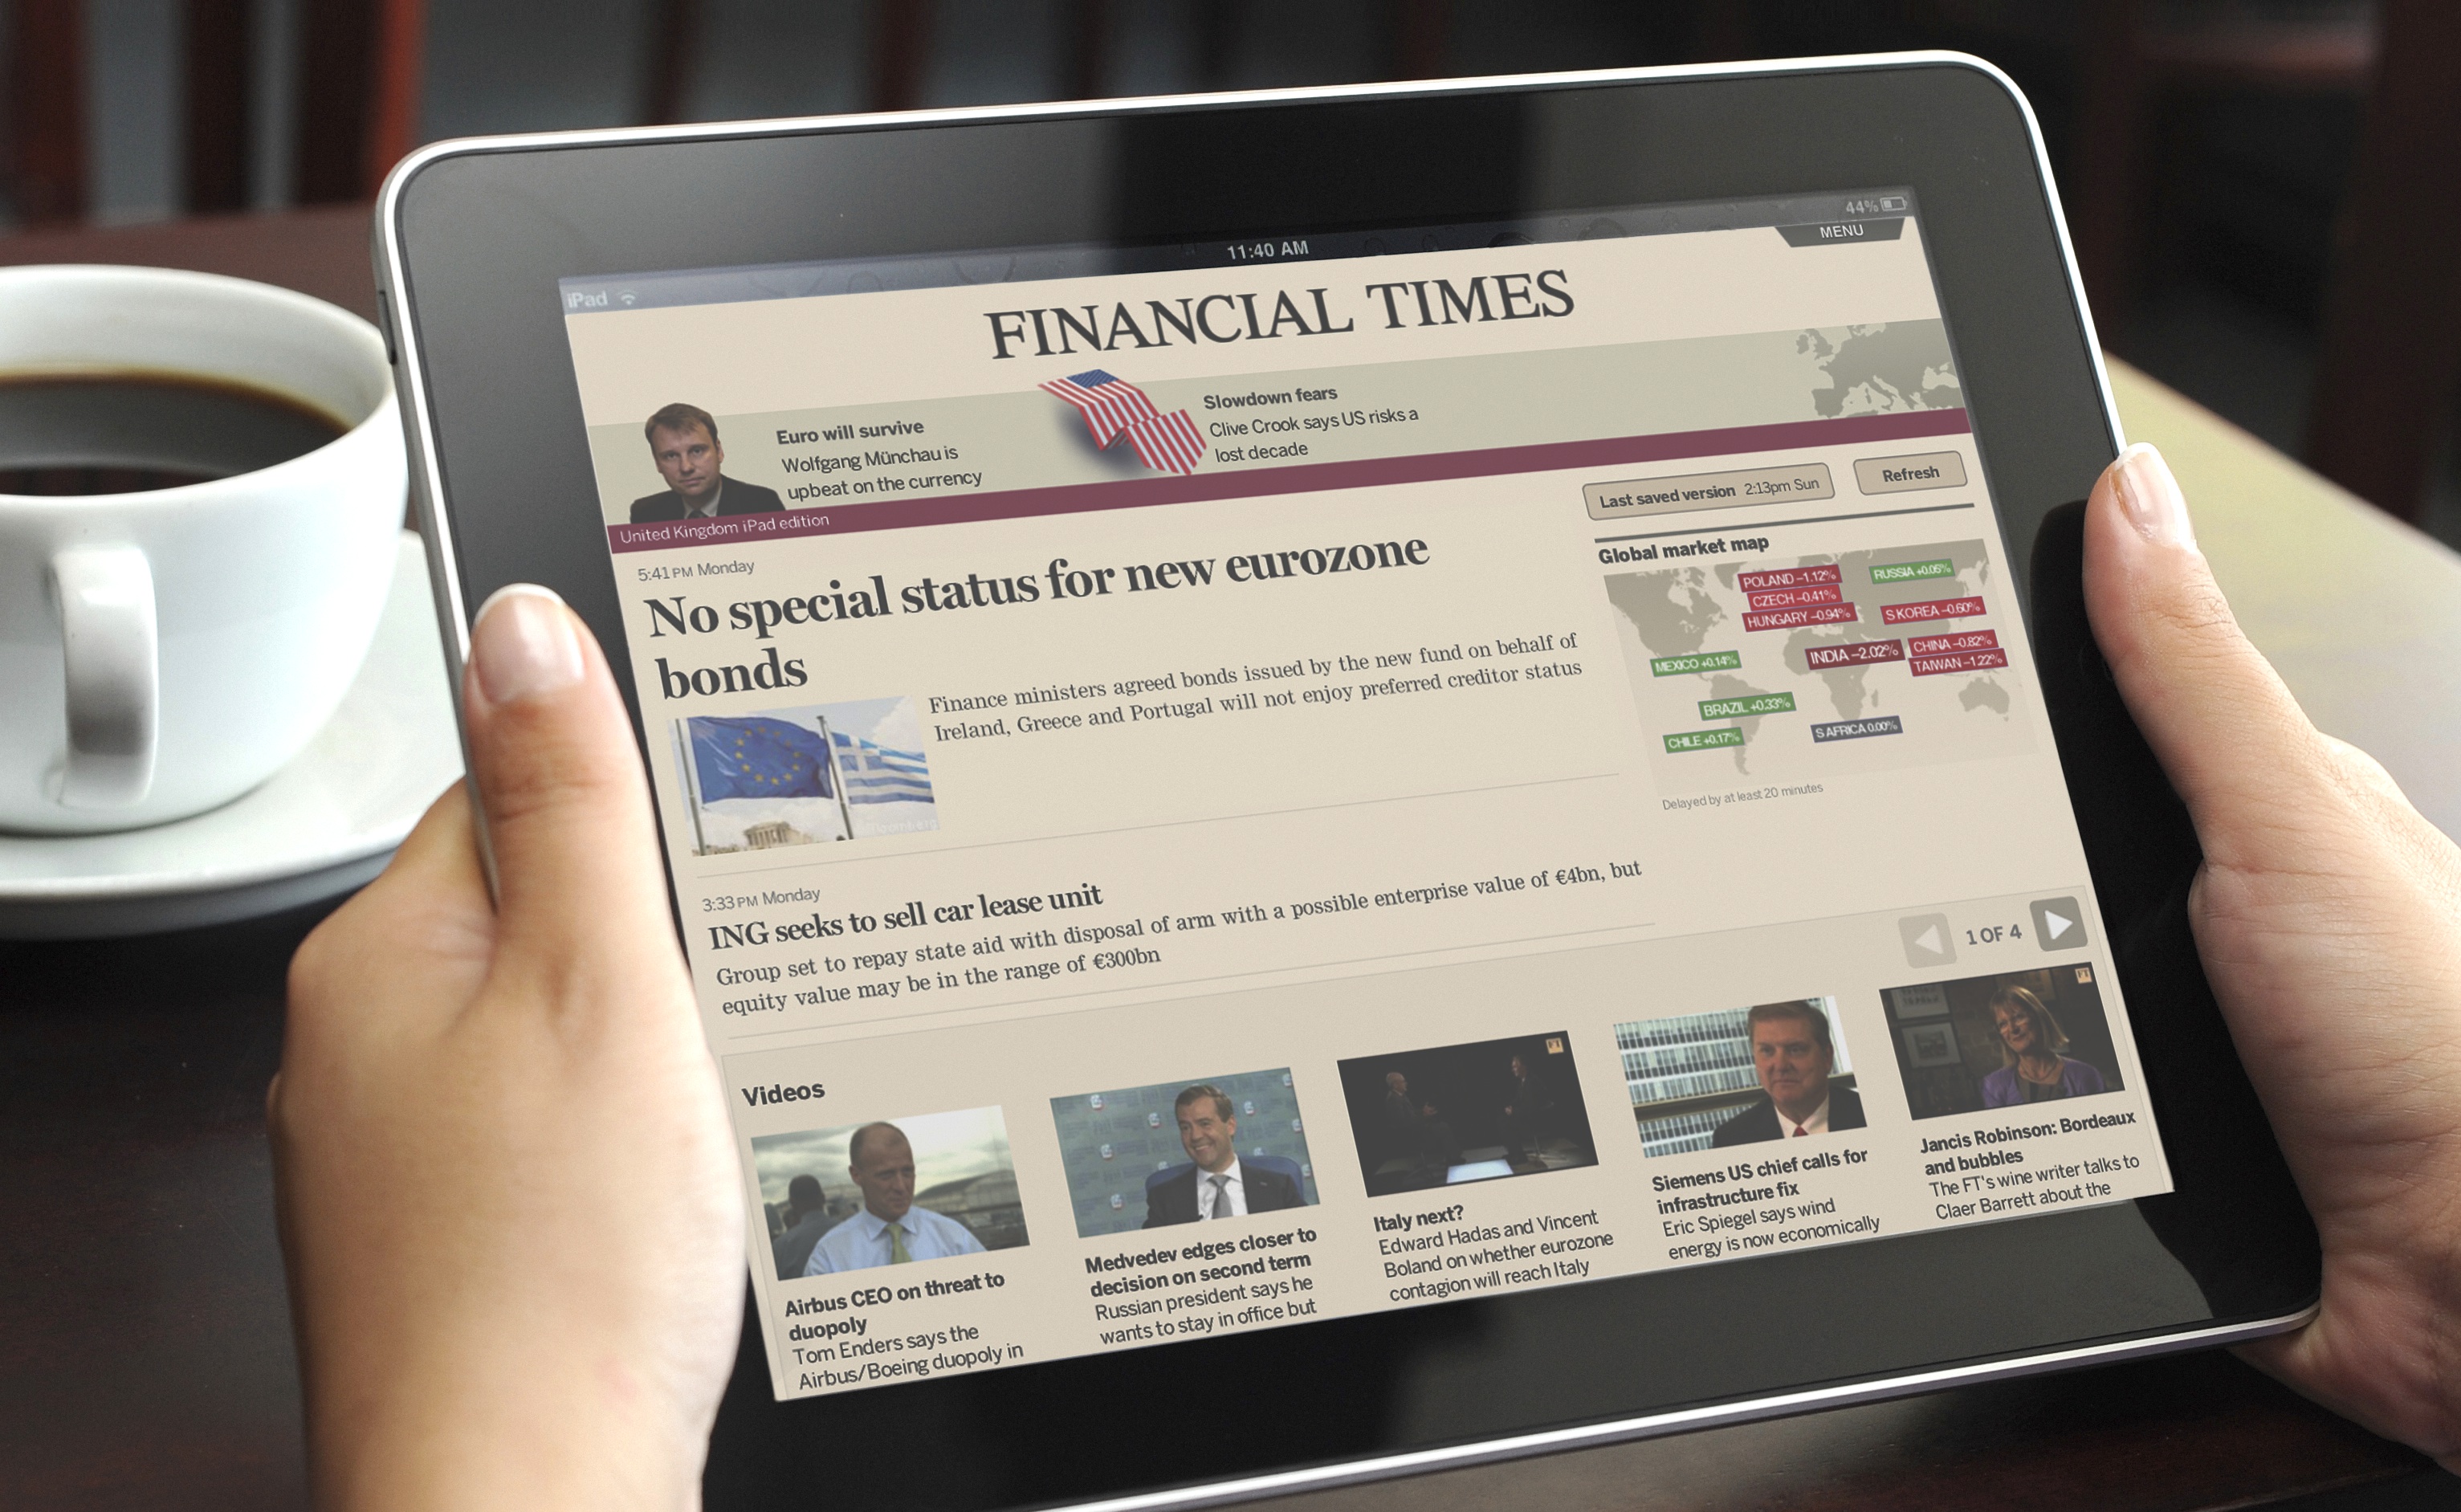 iPad
11:40 AM
44%
MENU
FINANCIAL TIMES
Euro will survive
Wolfgang Münchau is
upbeat on the currency
Slowdown fears
Clive Crook says US risks a
lost decade
United Kingdom iPad edition
Last saved version 2:13pm Sun
Refresh
5:41PM Monday
No special status for new eurozone
bonds
Finance ministers agreed bonds issued by the new fund on behalf of
Ireland, Greece and Portugal will not enjoy preferred creditor status
Global market map
POLAND -1.12%
RUSSIA +0.05%
CZECH -0.41%
HUNGARY -0.94%
S KOREA -0.60%
MEXICO +0.14%
INDIA -2.02%
CHINA -0.82%
TAIWAN -1.22%
BRAZIL +0.33%
CHILE +0.17%
S AFRICA 0.00%
Delayed by at least 20 minutes
3:33PM Monday
ING seeks to sell car lease unit
Group set to repay state aid with disposal of arm with a possible enterprise value of €4bn, but
equity value may be in the range of €300bn
1 OF 4
Videos
Airbus CEO on threat to
duopoly
Tom Enders says the
Airbus/Boeing duopoly in
Medvedev edges closer to
decision on second term
Russian president says he
wants to stay in office but
FT
Italy next?
Edward Hadas and Vincent
Boland on whether eurozone
contagion will reach Italy
Siemens US chief calls for
infrastructure fix
Eric Spiegel says wind
energy is now economically
FT
Jancis Robinson: Bordeaux
and bubbles
The FT's wine writer talks to
Claer Barrett about the